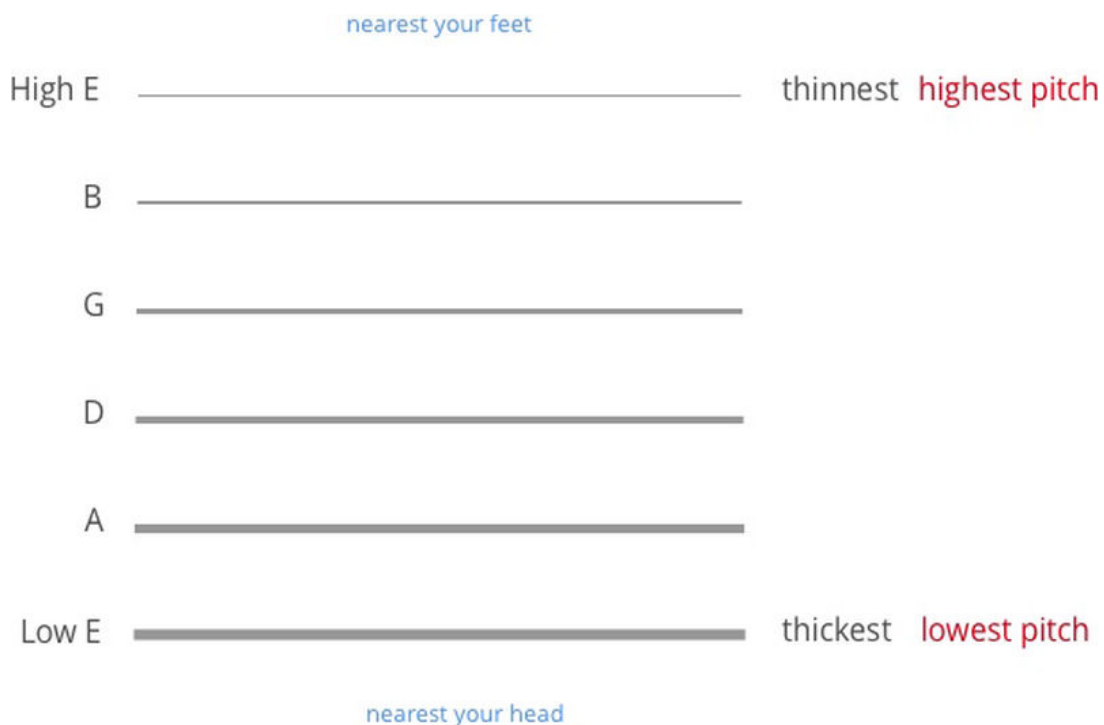 nearest your feet
High E thinnest highest pitch
B
G
D
A
Low E thickest lowest pitch
nearest your head